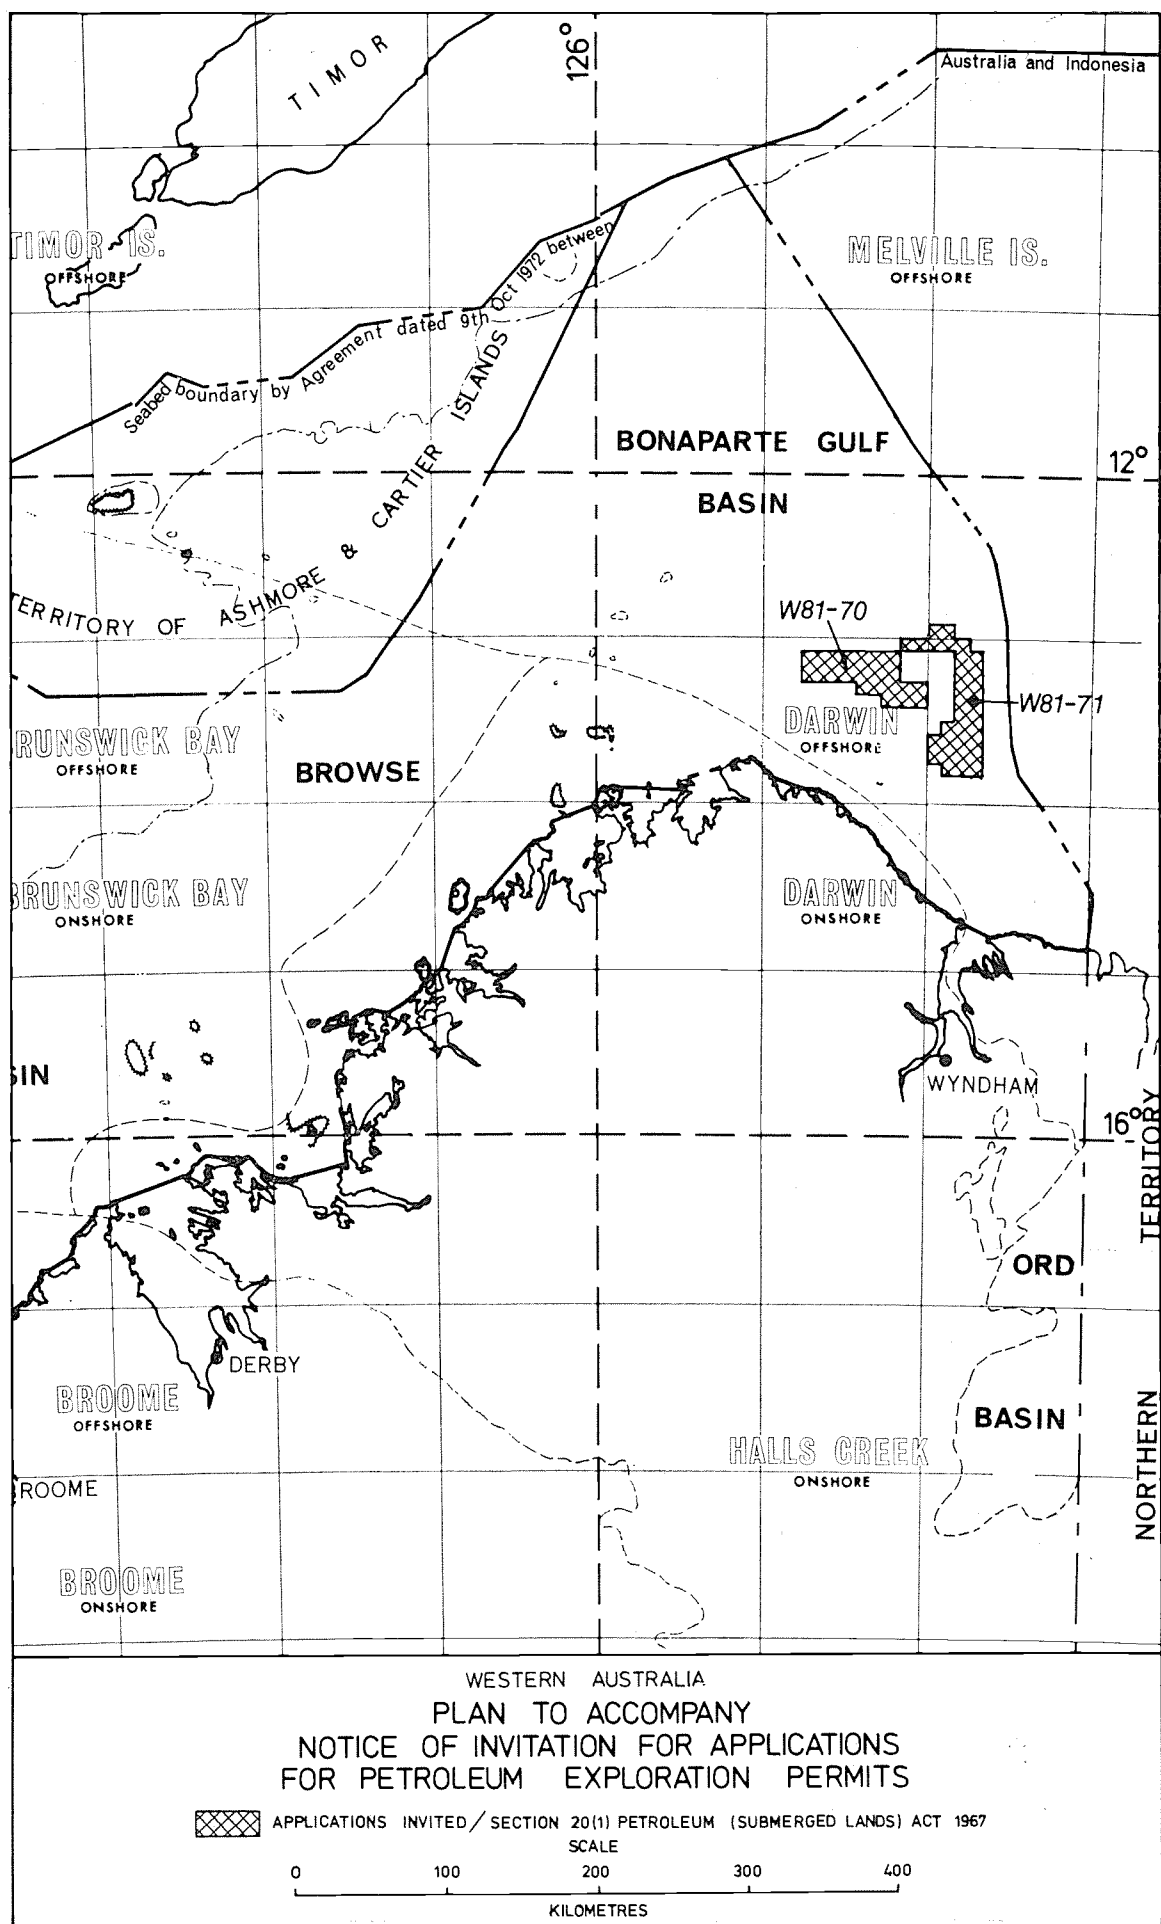 TIMOR
126°
Australia and Indonesia
TIMOR IS.
OFFSHORE
MELVILLE IS.
OFFSHORE
Seabed boundary by Agreement dated 9th Oct 1972 between
BONAPARTE GULF
BASIN
12°
TERRITORY OF ASHMORE & CARTIER ISLANDS
W81-70
W81-71
DARWIN
OFFSHORE
RUNSWICK BAY
OFFSHORE
BROWSE
BRUNSWICK BAY
ONSHORE
DARWIN
ONSHORE
SIN
WYNDHAM
16°
NORTHERN TERRITORY
ORD
BASIN
DERBY
BROOME
OFFSHORE
HALLS CREEK
ONSHORE
ROOME
BROOME
ONSHORE
WESTERN AUSTRALIA
PLAN TO ACCOMPANY
NOTICE OF INVITATION FOR APPLICATIONS
FOR PETROLEUM EXPLORATION PERMITS
APPLICATIONS INVITED/SECTION 20(1) PETROLEUM (SUBMERGED LANDS) ACT 1967
SCALE
0 100 200 300 400
KILOMETRES